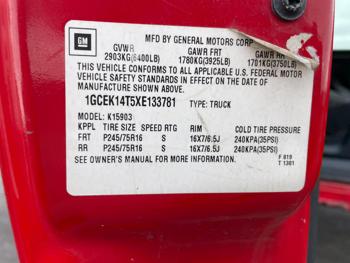 MFD BY GENERAL MOTORS CORP
GM
GVWR GAWR FRT GAWR RR
2903KG(6400LB) 1780KG(3925LB) 1701KG(3750LB)
THIS VEHICLE CONFORMS TO ALL APPLICABLE U.S. FEDERAL MOTOR
VEHICLE SAFETY STANDARDS IN EFFECT ON THE DATE OF
MANUFACTURE SHOWN ABOVE.
1GCEK14T5XE133781 TYPE: TRUCK
MODEL: K15903
KPPL TIRE SIZE SPEED RTG RIM COLD TIRE PRESSURE
FRT P245/75R16 S 16X7/6.5J 240KPA(35PSI)
RR P245/75R16 S 16X7/6.5J 240KPA(35PSI)
SEE OWNER'S MANUAL FOR MORE INFORMATION.
F 819
T 1301